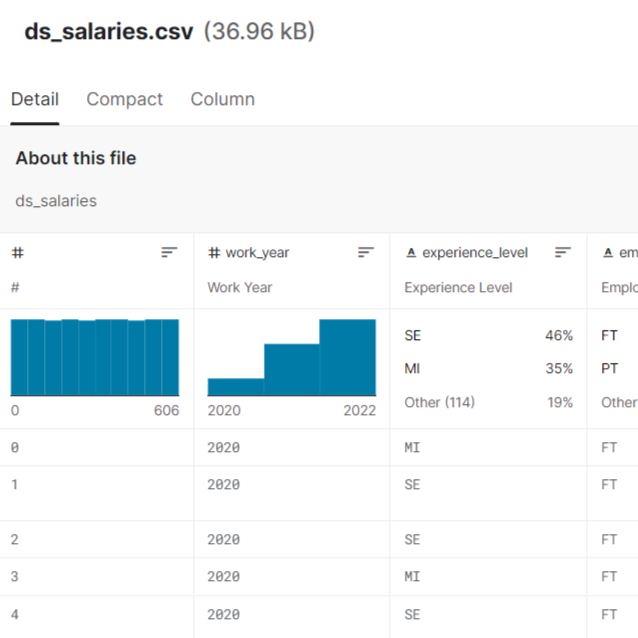 ds_salaries.csv (36.96 kB)
Detail Compact Column
About this file
ds_salaries
# # work_year A experience_level A em
# Work Year Experience Level Emplo
SE 46% FT
MI 35% PT
Other (114) 19% Other
0 606 2020 2022
0 2020 MI FT
1 2020 SE FT
2 2020 SE FT
3 2020 MI FT
4 2020 SE FT